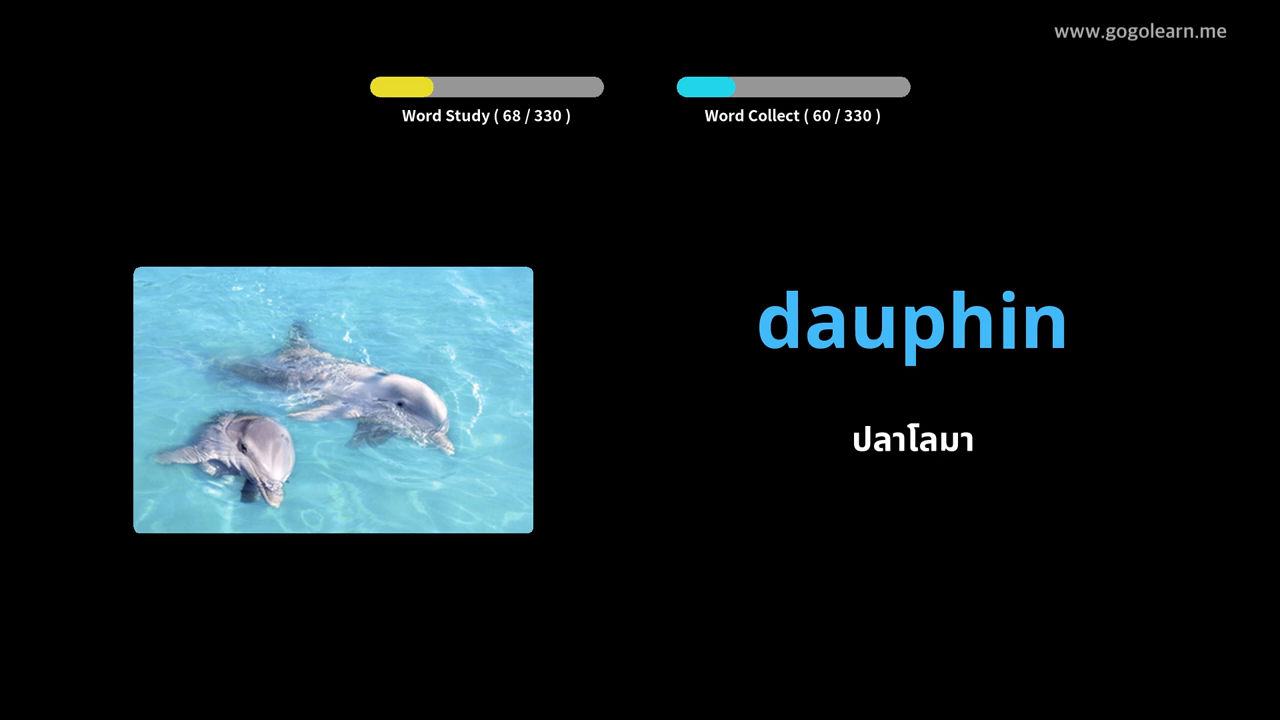 www.gogolearn.me
Word Study ( 68 / 330 )
Word Collect ( 60 / 330 )
dauphin
ปลาโลมา